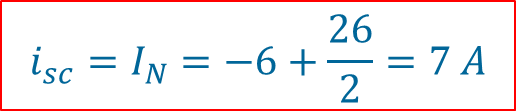 i_sc = I_N = −6 + 26/2 = 7 A